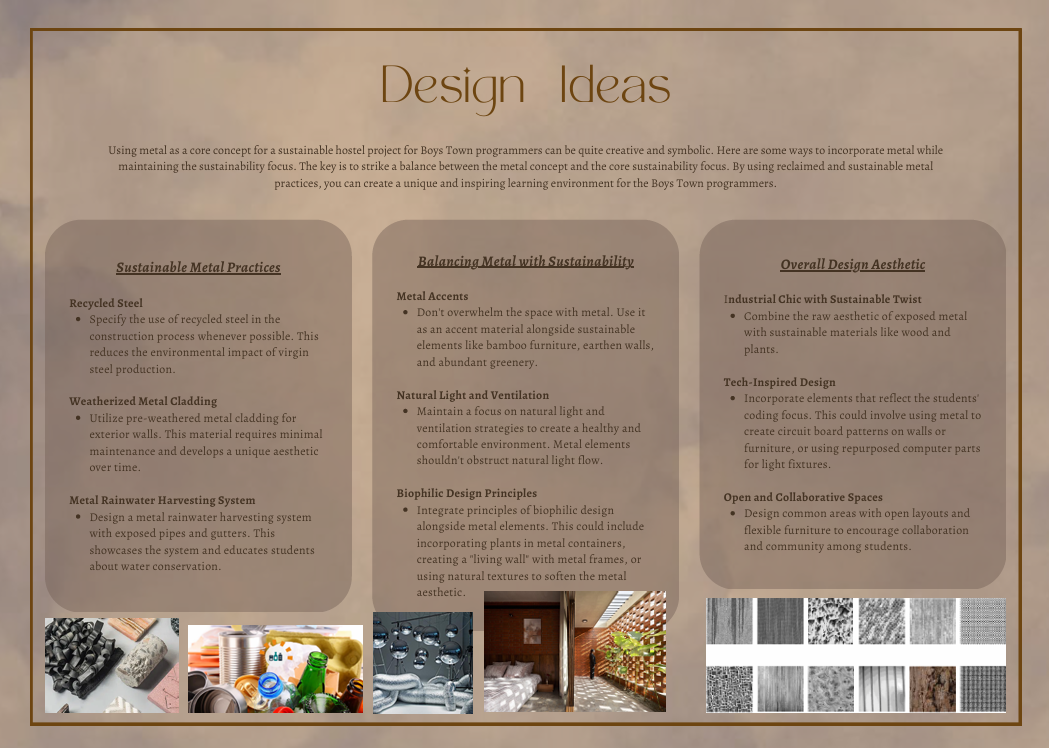 Design Ideas
Using metal as a core concept for a sustainable hostel project for Boys Town programmers can be quite creative and symbolic. Here are some ways to incorporate metal while
maintaining the sustainability focus. The key is to strike a balance between the metal concept and the core sustainability focus. By using reclaimed and sustainable metal
practices, you can create a unique and inspiring learning environment for the Boys Town programmers.
Sustainable Metal Practices
Recycled Steel
• Specify the use of recycled steel in the
construction process whenever possible. This
reduces the environmental impact of virgin
steel production.
Weatherized Metal Cladding
• Utilize pre-weathered metal cladding for
exterior walls. This material requires minimal
maintenance and develops a unique aesthetic
over time.
Metal Rainwater Harvesting System
• Design a metal rainwater harvesting system
with exposed pipes and gutters. This
showcases the system and educates students
about water conservation.
Balancing Metal with Sustainability
Metal Accents
• Don't overwhelm the space with metal. Use it
as an accent material alongside sustainable
elements like bamboo furniture, earthen walls,
and abundant greenery.
Natural Light and Ventilation
• Maintain a focus on natural light and
ventilation strategies to create a healthy and
comfortable environment. Metal elements
shouldn't obstruct natural light flow.
Biophilic Design Principles
• Integrate principles of biophilic design
alongside metal elements. This could include
incorporating plants in metal containers,
creating a "living wall" with metal frames, or
using natural textures to soften the metal
aesthetic.
Overall Design Aesthetic
Industrial Chic with Sustainable Twist
• Combine the raw aesthetic of exposed metal
with sustainable materials like wood and
plants.
Tech-Inspired Design
• Incorporate elements that reflect the students'
coding focus. This could involve using metal to
create circuit board patterns on walls or
furniture, or using repurposed computer parts
for light fixtures.
Open and Collaborative Spaces
• Design common areas with open layouts and
flexible furniture to encourage collaboration
and community among students.